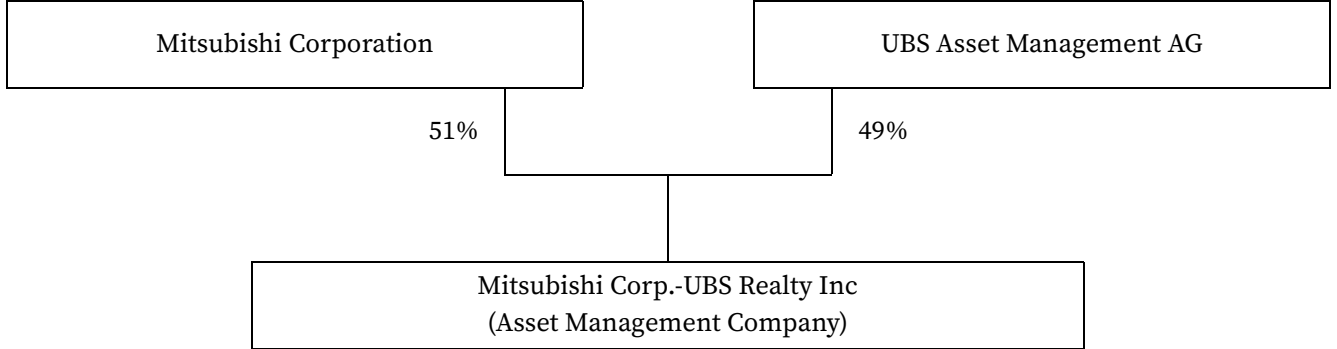 Mitsubishi Corporation
UBS Asset Management AG
51%
49%
Mitsubishi Corp.-UBS Realty Inc
(Asset Management Company)